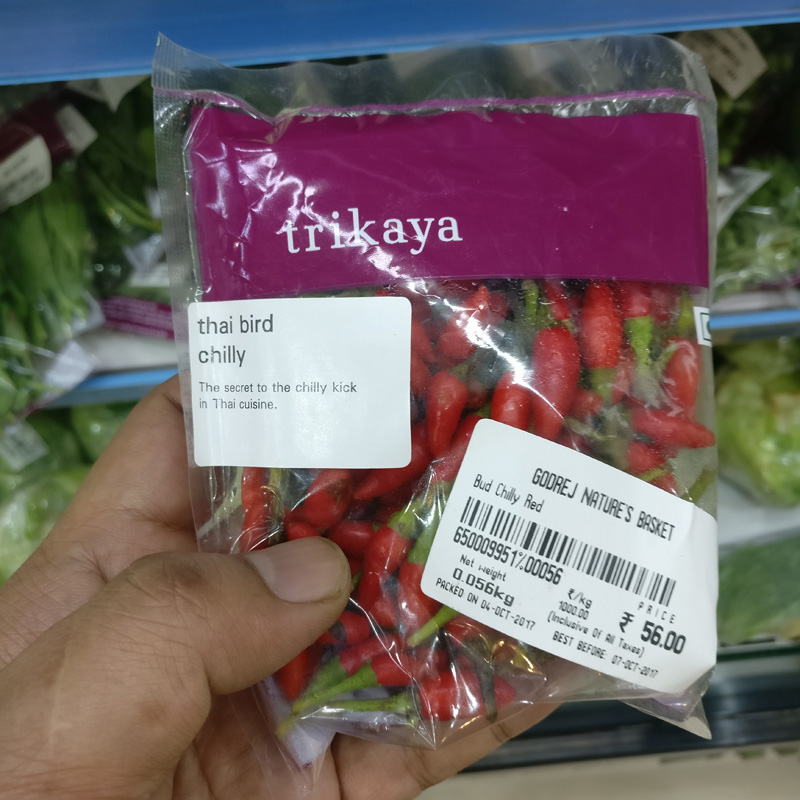 trikaya
thai bird
chilly
The secret to the chilly kick
in Thai cuisine.
GODREJ NATURE'S BASKET
Bud Chilly Red
650009951%00056
Net weight
0.056kg
₹/kg
1000.00
(Inclusive Of All Taxes)
PRICE
₹ 56.00
PACKED ON 04-OCT-2017
BEST BEFORE: 07-OCT-2017